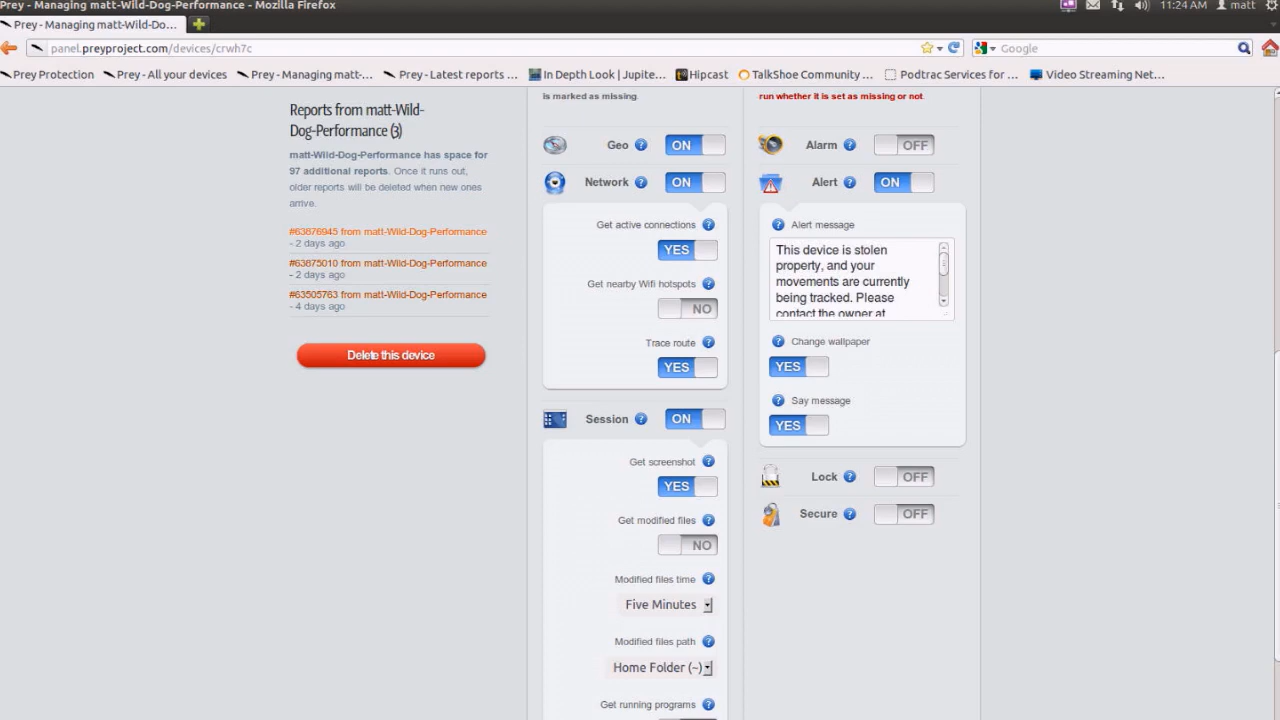 Prey - Managing matt-Wild-Dog-Performance - Mozilla Firefox
11:24 AM matt
Prey - Managing matt-Wild-Do...
panel.preyproject.com/devices/crwh7c
Google
Prey Protection
Prey - All your devices
Prey - Managing matt-...
Prey - Latest reports ...
In Depth Look | Jupite...
Hipcast
TalkShoe Community ...
Podtrac Services for ...
Video Streaming Net...
Reports from matt-Wild-
Dog-Performance (3)
matt-Wild-Dog-Performance has space for
97 additional reports. Once it runs out,
older reports will be deleted when new ones
arrive.
#63876945 from matt-Wild-Dog-Performance
- 2 days ago
#63875010 from matt-Wild-Dog-Performance
- 2 days ago
#63505763 from matt-Wild-Dog-Performance
- 4 days ago
Delete this device
is marked as missing.
Geo ? ON
Network ? ON
Get active connections ?
YES
Get nearby Wifi hotspots ?
NO
Trace route ?
YES
Session ? ON
Get screenshot ?
YES
Get modified files ?
NO
Modified files time ?
Five Minutes
Modified files path ?
Home Folder (~)
Get running programs ?
run whether it is set as missing or not.
Alarm ? OFF
Alert ? ON
? Alert message
This device is stolen
property, and your
movements are currently
being tracked. Please
contact the owner at
? Change wallpaper
YES
? Say message
YES
Lock ? OFF
Secure ? OFF